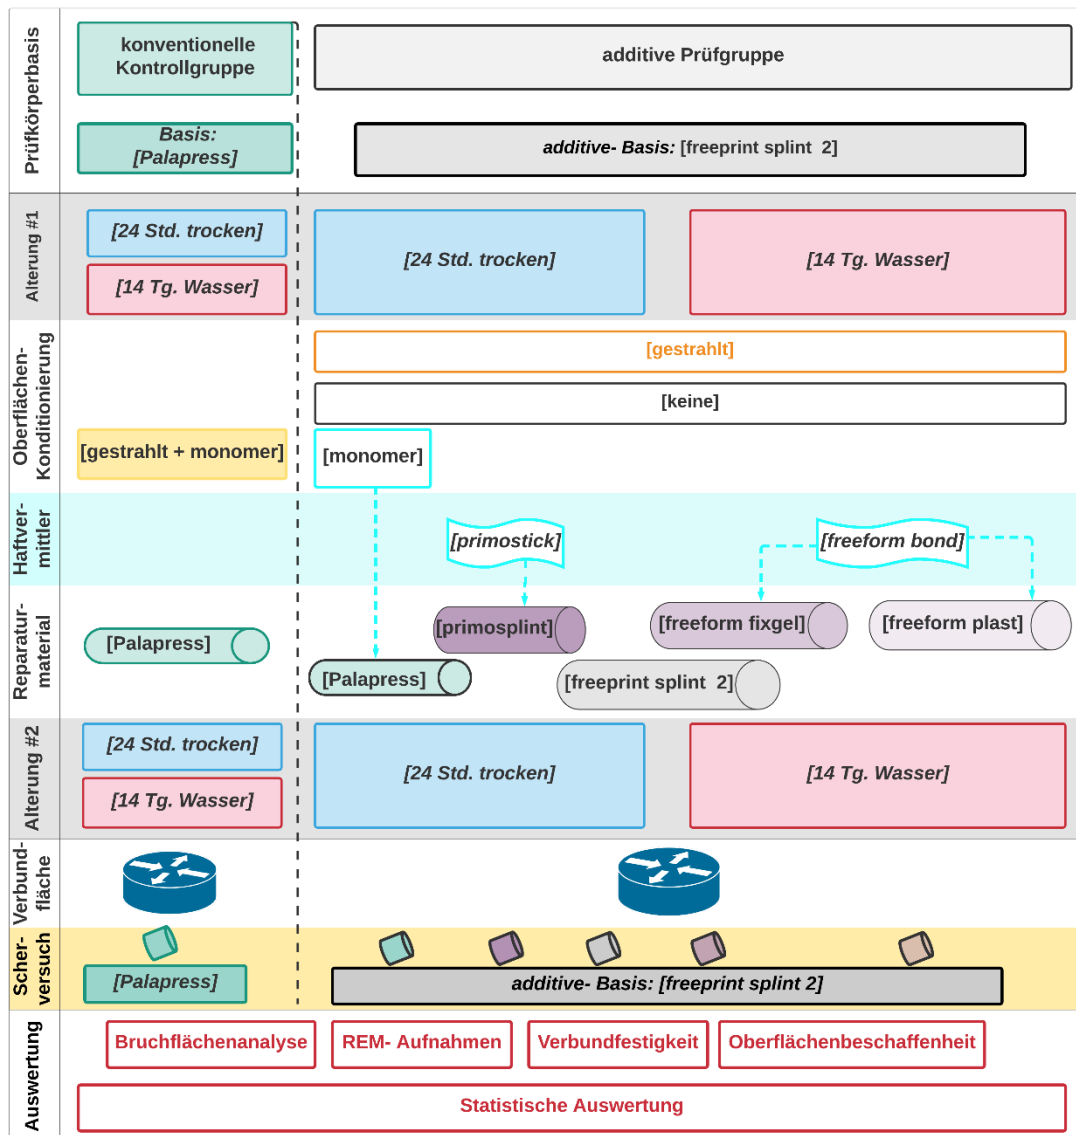 Prüfkörperbasis
konventionelle
Kontrollgruppe
additive Prüfgruppe
Basis:
[Palapress]
additive- Basis: [freeprint splint 2]
Alterung #1
[24 Std. trocken]
[14 Tg. Wasser]
[24 Std. trocken]
[14 Tg. Wasser]
Oberflächen-
Konditionierung
[gestrahlt]
[keine]
[gestrahlt + monomer]
[monomer]
Haftver-
mittler
[primostick]
[freeform bond]
Reparatur-
material
[Palapress]
[primosplint]
[freeform fixgel]
[freeform plast]
[Palapress]
[freeprint splint 2]
Alterung #2
[24 Std. trocken]
[14 Tg. Wasser]
[24 Std. trocken]
[14 Tg. Wasser]
Verbund-
fläche
Scher-
versuch
[Palapress]
additive- Basis: [freeprint splint 2]
Auswertung
Bruchflächenanalyse
REM- Aufnahmen
Verbundfestigkeit
Oberflächenbeschaffenheit
Statistische Auswertung